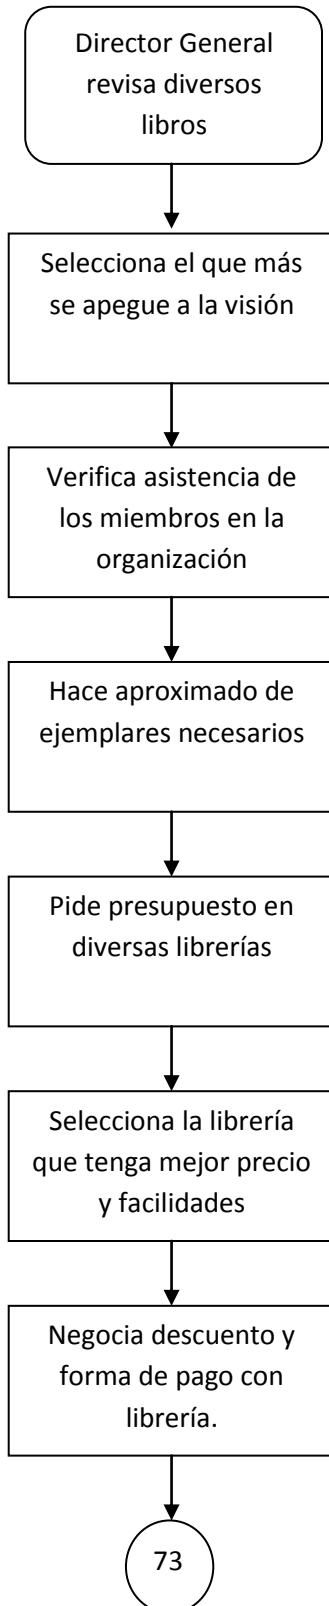 Director General
revisa diversos
libros
Selecciona el que más
se apegue a la visión
Verifica asistencia de
los miembros en la
organización
Hace aproximado de
ejemplares necesarios
Pide presupuesto en
diversas librerías
Selecciona la librería
que tenga mejor precio
y facilidades
Negocia descuento y
forma de pago con
librería.
73